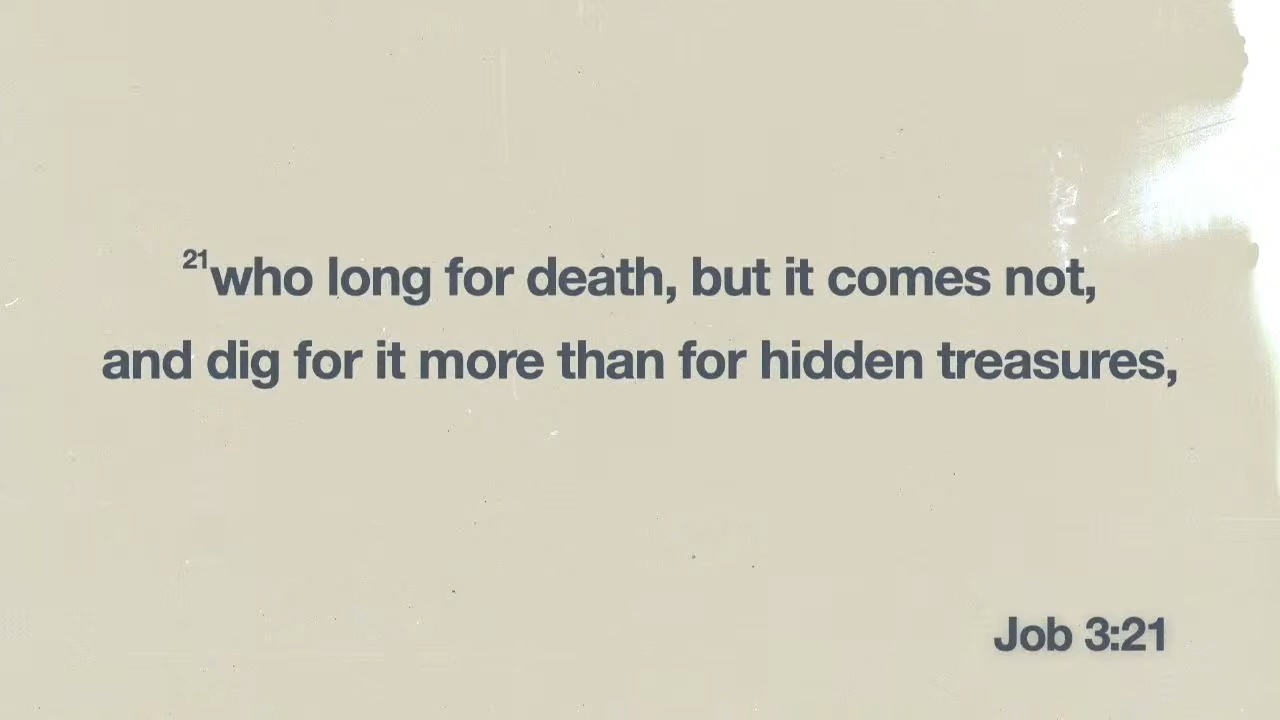 21who long for death, but it comes not,
and dig for it more than for hidden treasures,
Job 3:21